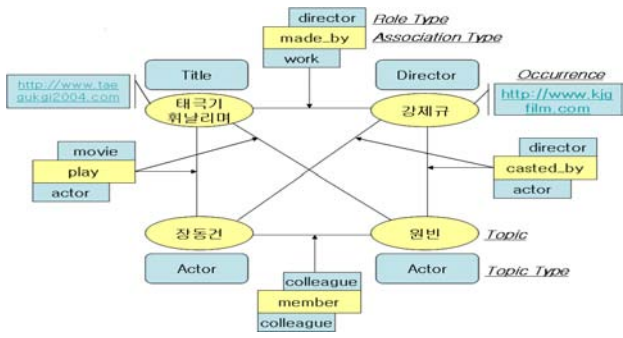 director
Role Type
made_by
Association Type
work
Title
Director
Occurrence
http://www.tae
gukgi2004.com
태극기
휘날리며
강제규
http://www.kjg
film.com
movie
play
actor
director
casted_by
actor
장동건
원빈
Topic
Actor
Actor
Topic Type
colleague
member
colleague